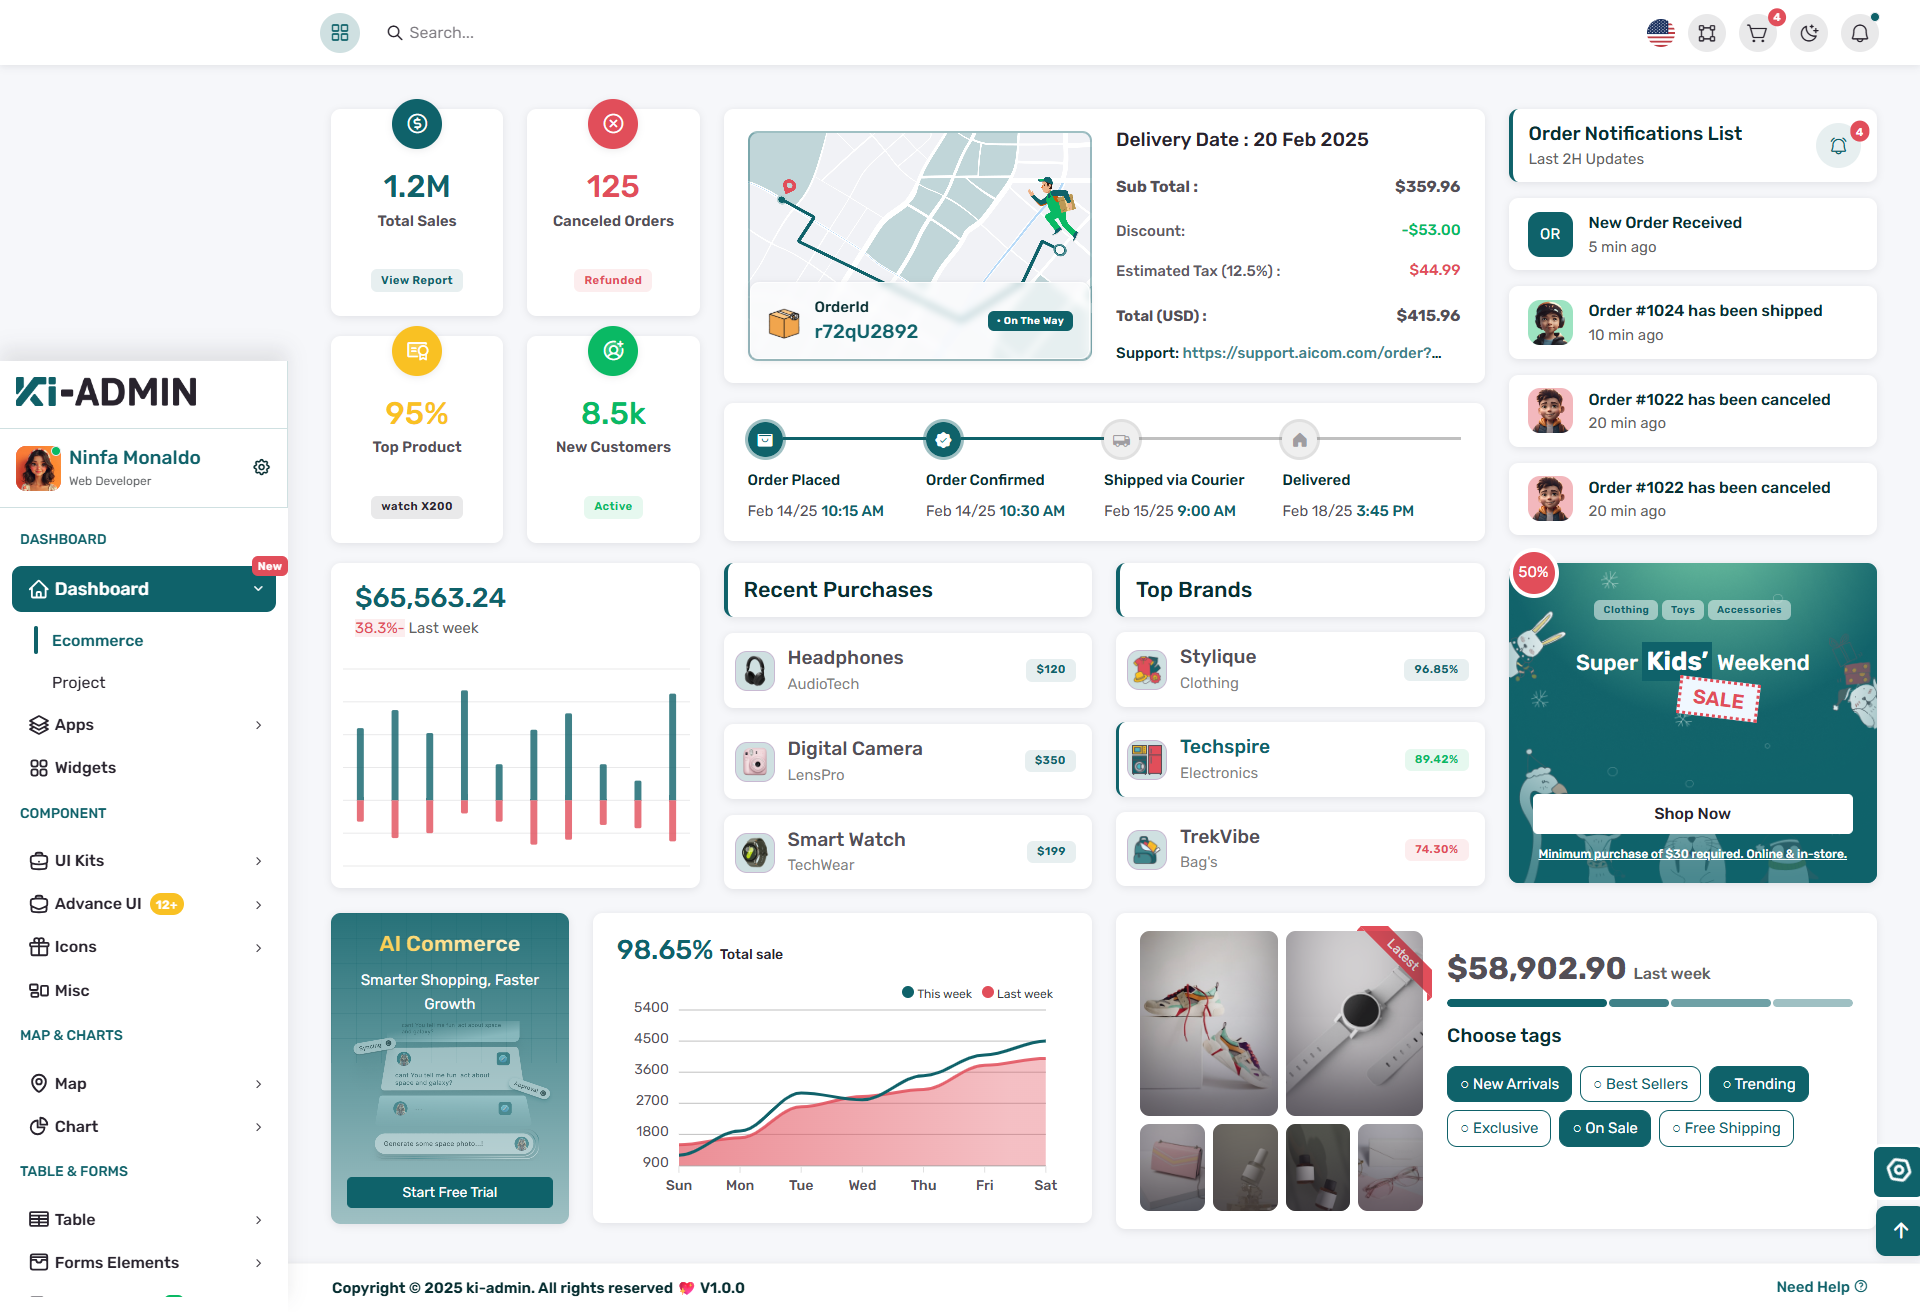 Search...
4
1.2M
Total Sales
View Report
125
Canceled Orders
Refunded
95%
Top Product
watch X200
8.5k
New Customers
Active
OrderId
r72qU2892
• On The Way
Delivery Date : 20 Feb 2025
Sub Total : $359.96
Discount: -$53.00
Estimated Tax (12.5%) : $44.99
Total (USD) : $415.96
Support: https://support.aicom.com/order?...
Order Placed
Feb 14/25 10:15 AM
Order Confirmed
Feb 14/25 10:30 AM
Shipped via Courier
Feb 15/25 9:00 AM
Delivered
Feb 18/25 3:45 PM
Order Notifications List
Last 2H Updates
4
OR
New Order Received
5 min ago
Order #1024 has been shipped
10 min ago
Order #1022 has been canceled
20 min ago
Order #1022 has been canceled
20 min ago
Ki-ADMIN
Ninfa Monaldo
Web Developer
DASHBOARD
New
Dashboard
Ecommerce
Project
Apps
Widgets
COMPONENT
UI Kits
Advance UI 12+
Icons
Misc
MAP & CHARTS
Map
Chart
TABLE & FORMS
Table
Forms Elements
$65,563.24
38.3%- Last week
Recent Purchases
Headphones
AudioTech
$120
Digital Camera
LensPro
$350
Smart Watch
TechWear
$199
Top Brands
Stylique
Clothing
96.85%
Techspire
Electronics
89.42%
TrekVibe
Bag's
74.30%
50%
Clothing Toys Accessories
Super Kids' Weekend
SALE
Shop Now
Minimum purchase of $30 required. Online & in-store.
AI Commerce
Smarter Shopping, Faster
Growth
Syncing
cant You tell me fun act about
space and galaxy?
Approval
Generate some space photo...
Start Free Trial
98.65% Total sale
This week Last week
5400
4500
3600
2700
1800
900
Sun Mon Tue Wed Thu Fri Sat
Latest
$58,902.90 Last week
Choose tags
New Arrivals
Best Sellers
Trending
Exclusive
On Sale
Free Shipping
Copyright © 2025 ki-admin. All rights reserved 💖 V1.0.0
Need Help